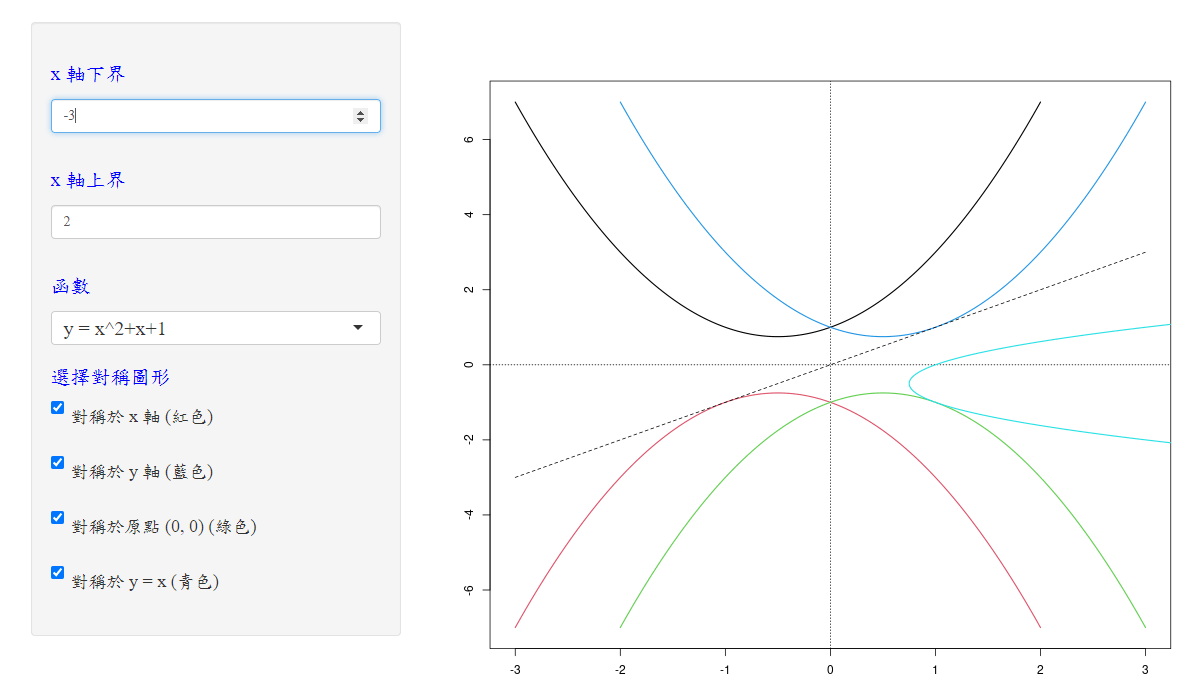 x 軸下界
-3
x 軸上界
2
函數
y = x^2+x+1
選擇對稱圖形
對稱於 x 軸 (紅色)
對稱於 y 軸 (藍色)
對稱於原點 (0, 0) (綠色)
對稱於 y = x (青色)
6
4
2
0
-2
-4
-6
-3 -2 -1 0 1 2 3